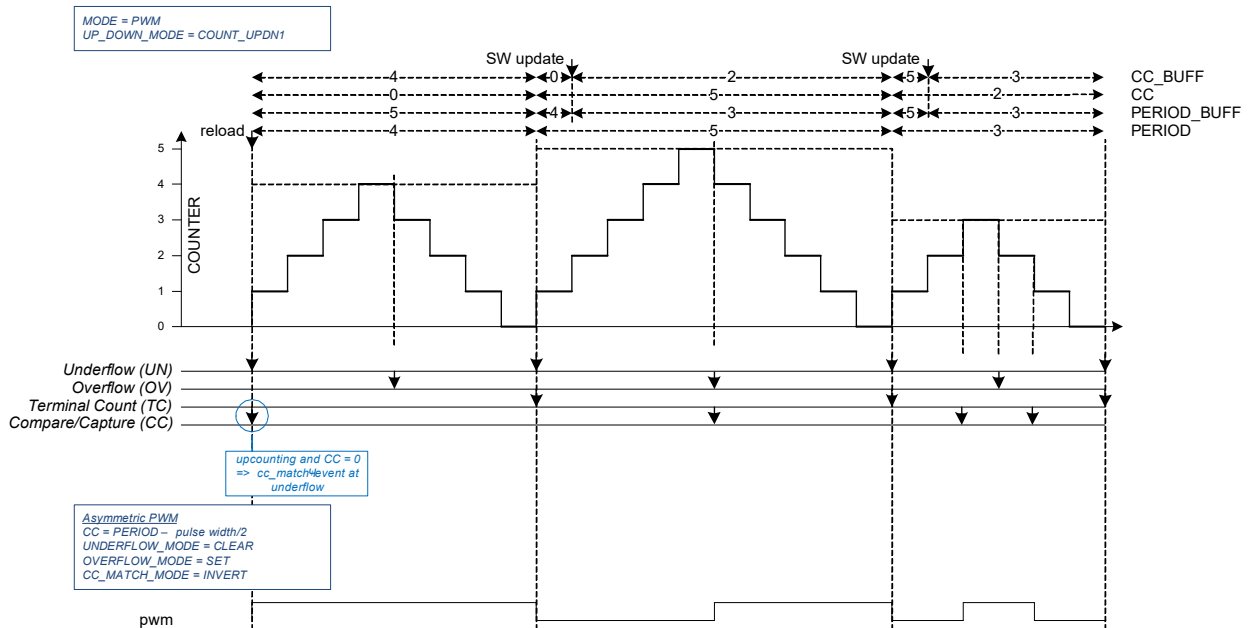 MODE = PWM
UP_DOWN_MODE = COUNT_UPDN1
SW update SW update
4 0 2 5 3 CC_BUFF
0 5 2 CC
5 4 3 5 3 PERIOD_BUFF
reload 4 5 3 PERIOD
5
4
3
2
1
0
COUNTER
Underflow (UN)
Overflow (OV)
Terminal Count (TC)
Compare/Capture (CC)
upcounting and CC = 0
=> cc_match event at
underflow
Asymmetric PWM
CC = PERIOD – pulse width/2
UNDERFLOW_MODE = CLEAR
OVERFLOW_MODE = SET
CC_MATCH_MODE = INVERT
pwm